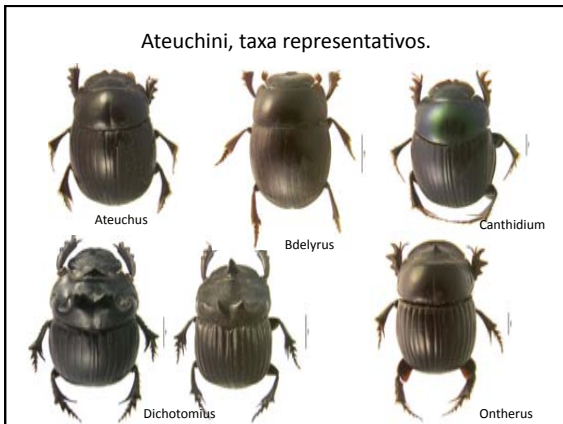 Ateuchini, taxa representativos.
Ateuchus
Bdelyrus
Canthidium
Dichotomius
Ontherus